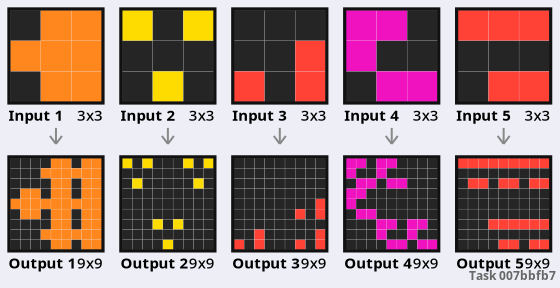 Input 1 3x3 Input 2 3x3 Input 3 3x3 Input 4 3x3 Input 5 3x3
Output 1 9x9 Output 2 9x9 Output 3 9x9 Output 4 9x9 Output 5 9x9
Task 007bbfb7